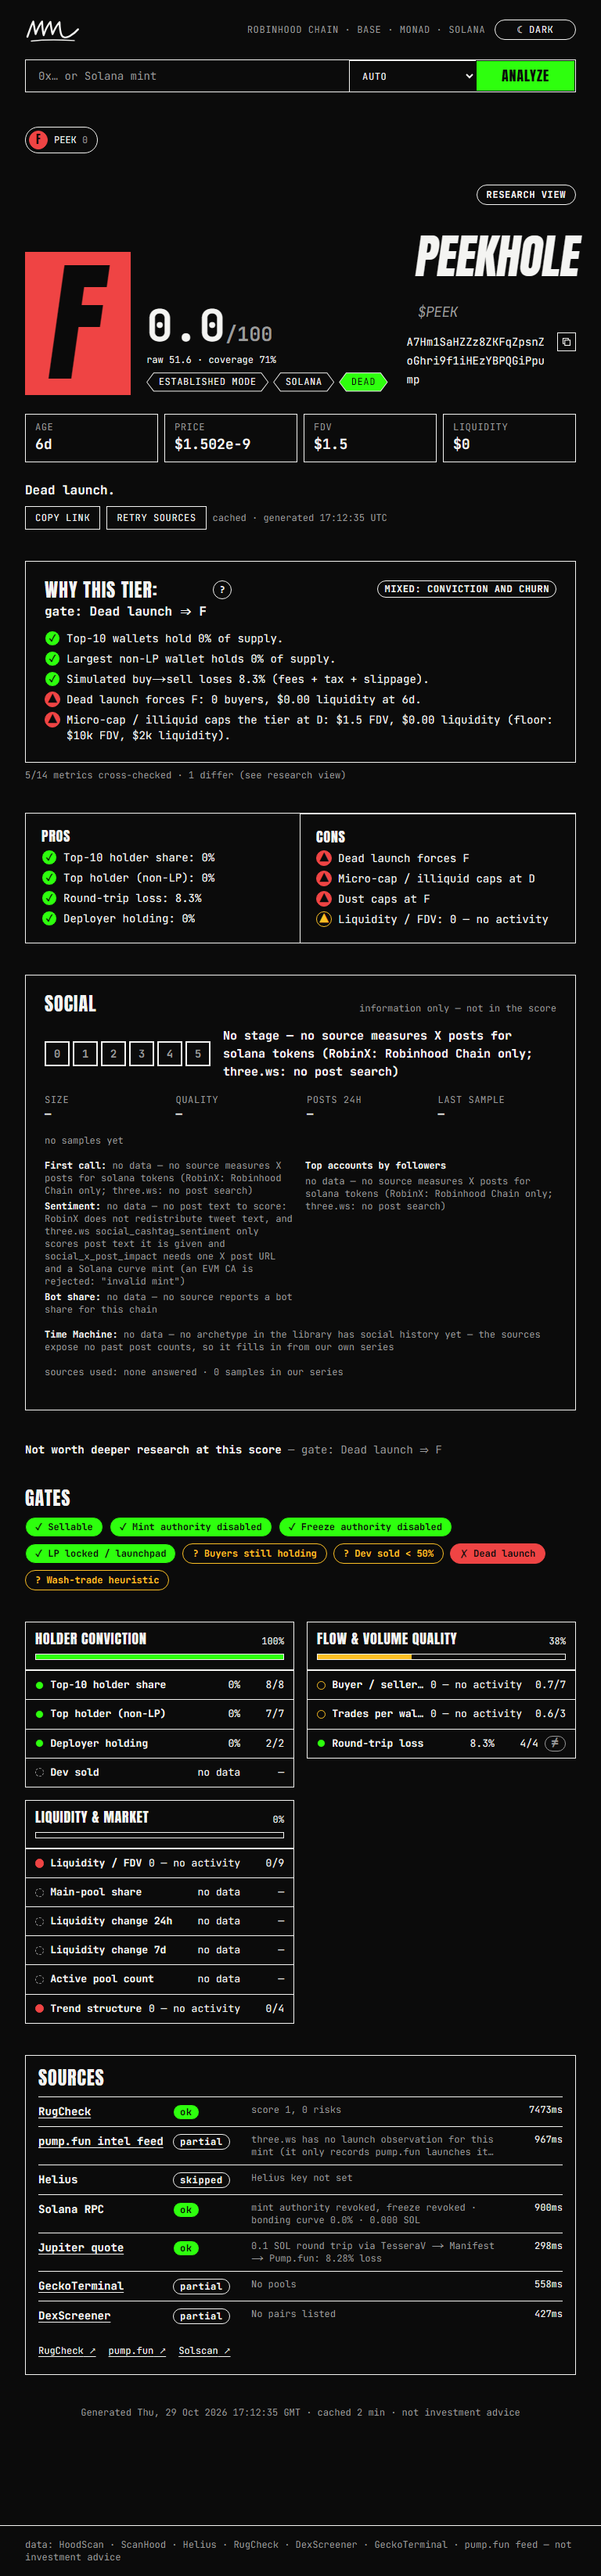 ROBINHOOD CHAIN · BASE · MONAD · SOLANA
☾ DARK
0x… or Solana mint
AUTO
ANALYZE
F PEEK 0
RESEARCH VIEW
F
0.0/100
raw 51.6 · coverage 71%
ESTABLISHED MODE
SOLANA
DEAD
PEEKHOLE
$PEEK
A7Hm1SaHZZz8ZKFqZpsnZ
oGhri9f1iHEzYBPQGiPpu
mp
AGE
6d
PRICE
$1.502e-9
FDV
$1.5
LIQUIDITY
$0
Dead launch.
COPY LINK
RETRY SOURCES
cached · generated 17:12:35 UTC
WHY THIS TIER:
?
MIXED: CONVICTION AND CHURN
gate: Dead launch ⇒ F
✓ Top-10 wallets hold 0% of supply.
✓ Largest non-LP wallet holds 0% of supply.
✓ Simulated buy→sell loses 8.3% (fees + tax + slippage).
▲ Dead launch forces F: 0 buyers, $0.00 liquidity at 6d.
▲ Micro-cap / illiquid caps the tier at D: $1.5 FDV, $0.00 liquidity (floor:
$10k FDV, $2k liquidity).
5/14 metrics cross-checked · 1 differ (see research view)
PROS
✓ Top-10 holder share: 0%
✓ Top holder (non-LP): 0%
✓ Round-trip loss: 8.3%
✓ Deployer holding: 0%
CONS
▲ Dead launch forces F
▲ Micro-cap / illiquid caps at D
▲ Dust caps at F
▲ Liquidity / FDV: 0 — no activity
SOCIAL
information only — not in the score
0 1 2 3 4 5
No stage — no source measures X posts for
solana tokens (RobinX: Robinhood Chain only;
three.ws: no post search)
SIZE
—
QUALITY
—
POSTS 24H
—
LAST SAMPLE
—
no samples yet
First call: no data — no source measures X
posts for solana tokens (RobinX: Robinhood
Chain only; three.ws: no post search)
Sentiment: no data — no post text to score:
RobinX does not redistribute tweet text, and
three.ws social_cashtag_sentiment only
scores post text it is given and
social_x_post_impact needs one X post URL
and a Solana curve mint (an EVM CA is
rejected: "invalid mint")
Bot share: no data — no source reports a bot
share for this chain
Top accounts by followers
no data — no source measures X posts for
solana tokens (RobinX: Robinhood Chain only;
three.ws: no post search)
Time Machine: no data — no archetype in the library has social history yet — the sources
expose no past post counts, so it fills in from our own series
sources used: none answered · 0 samples in our series
Not worth deeper research at this score — gate: Dead launch ⇒ F
GATES
✓ Sellable
✓ Mint authority disabled
✓ Freeze authority disabled
✓ LP locked / launchpad
? Buyers still holding
? Dev sold < 50%
✗ Dead launch
? Wash-trade heuristic
HOLDER CONVICTION 100%
Top-10 holder share 0% 8/8
Top holder (non-LP) 0% 7/7
Deployer holding 0% 2/2
Dev sold no data —
FLOW & VOLUME QUALITY 38%
Buyer / seller… 0 — no activity 0.7/7
Trades per wal… 0 — no activity 0.6/3
Round-trip loss 8.3% 4/4 ≠
LIQUIDITY & MARKET 0%
Liquidity / FDV 0 — no activity 0/9
Main-pool share no data —
Liquidity change 24h no data —
Liquidity change 7d no data —
Active pool count no data —
Trend structure 0 — no activity 0/4
SOURCES
RugCheck ok score 1, 0 risks 7473ms
pump.fun intel feed partial three.ws has no launch observation for this 967ms
mint (it only records pump.fun launches it…
Helius skipped Helius key not set
Solana RPC ok mint authority revoked, freeze revoked · 900ms
bonding curve 0.0% · 0.000 SOL
Jupiter quote ok 0.1 SOL round trip via TesseraV → Manifest 298ms
→ Pump.fun: 8.28% loss
GeckoTerminal partial No pools 558ms
DexScreener partial No pairs listed 427ms
RugCheck ↗ pump.fun ↗ Solscan ↗
Generated Thu, 29 Oct 2026 17:12:35 GMT · cached 2 min · not investment advice
data: HoodScan · ScanHood · Helius · RugCheck · DexScreener · GeckoTerminal · pump.fun feed — not
investment advice